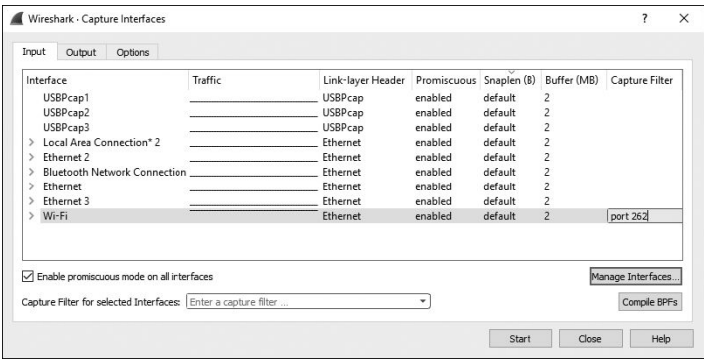 Wireshark · Capture Interfaces ? X
Input Output Options
Interface Traffic Link-layer Header Promiscuous Snaplen (B) Buffer (MB) Capture Filter
USBPcap1 USBPcap enabled default 2
USBPcap2 USBPcap enabled default 2
USBPcap3 USBPcap enabled default 2
Local Area Connection* 2 Ethernet enabled default 2
Ethernet 2 Ethernet enabled default 2
Bluetooth Network Connection Ethernet enabled default 2
Ethernet Ethernet enabled default 2
Ethernet 3 Ethernet enabled default 2
Wi-Fi Ethernet enabled default 2 port 262
Enable promiscuous mode on all interfaces Manage Interfaces...
Capture Filter for selected Interfaces: Enter a capture filter ... Compile BPFs
Start Close Help